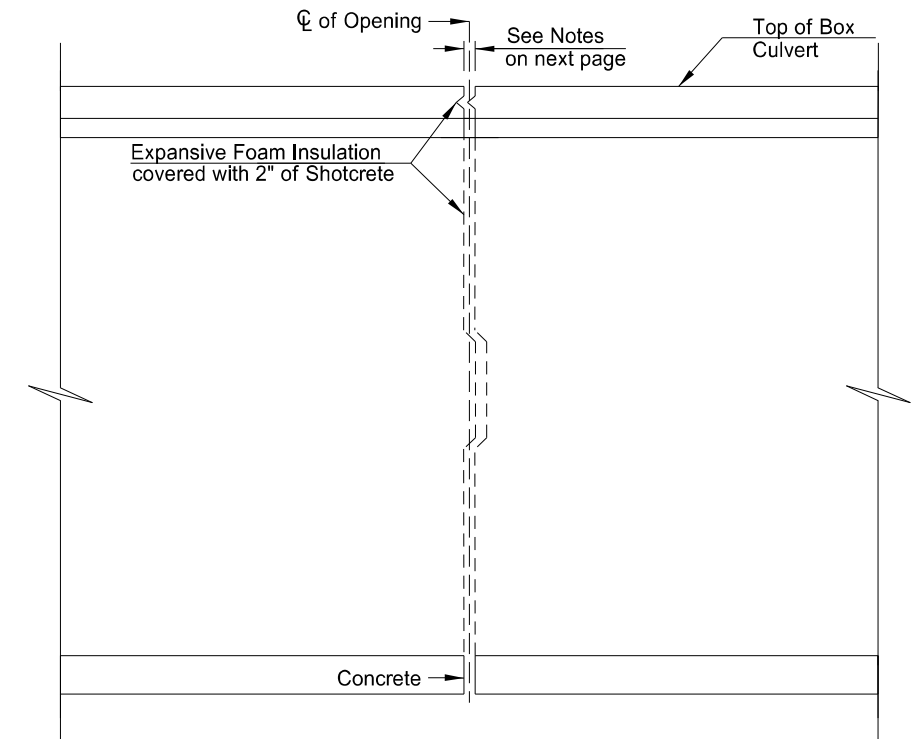 ℄ of Opening
See Notes
on next page
Top of Box
Culvert
Expansive Foam Insulation
covered with 2" of Shotcrete
Concrete